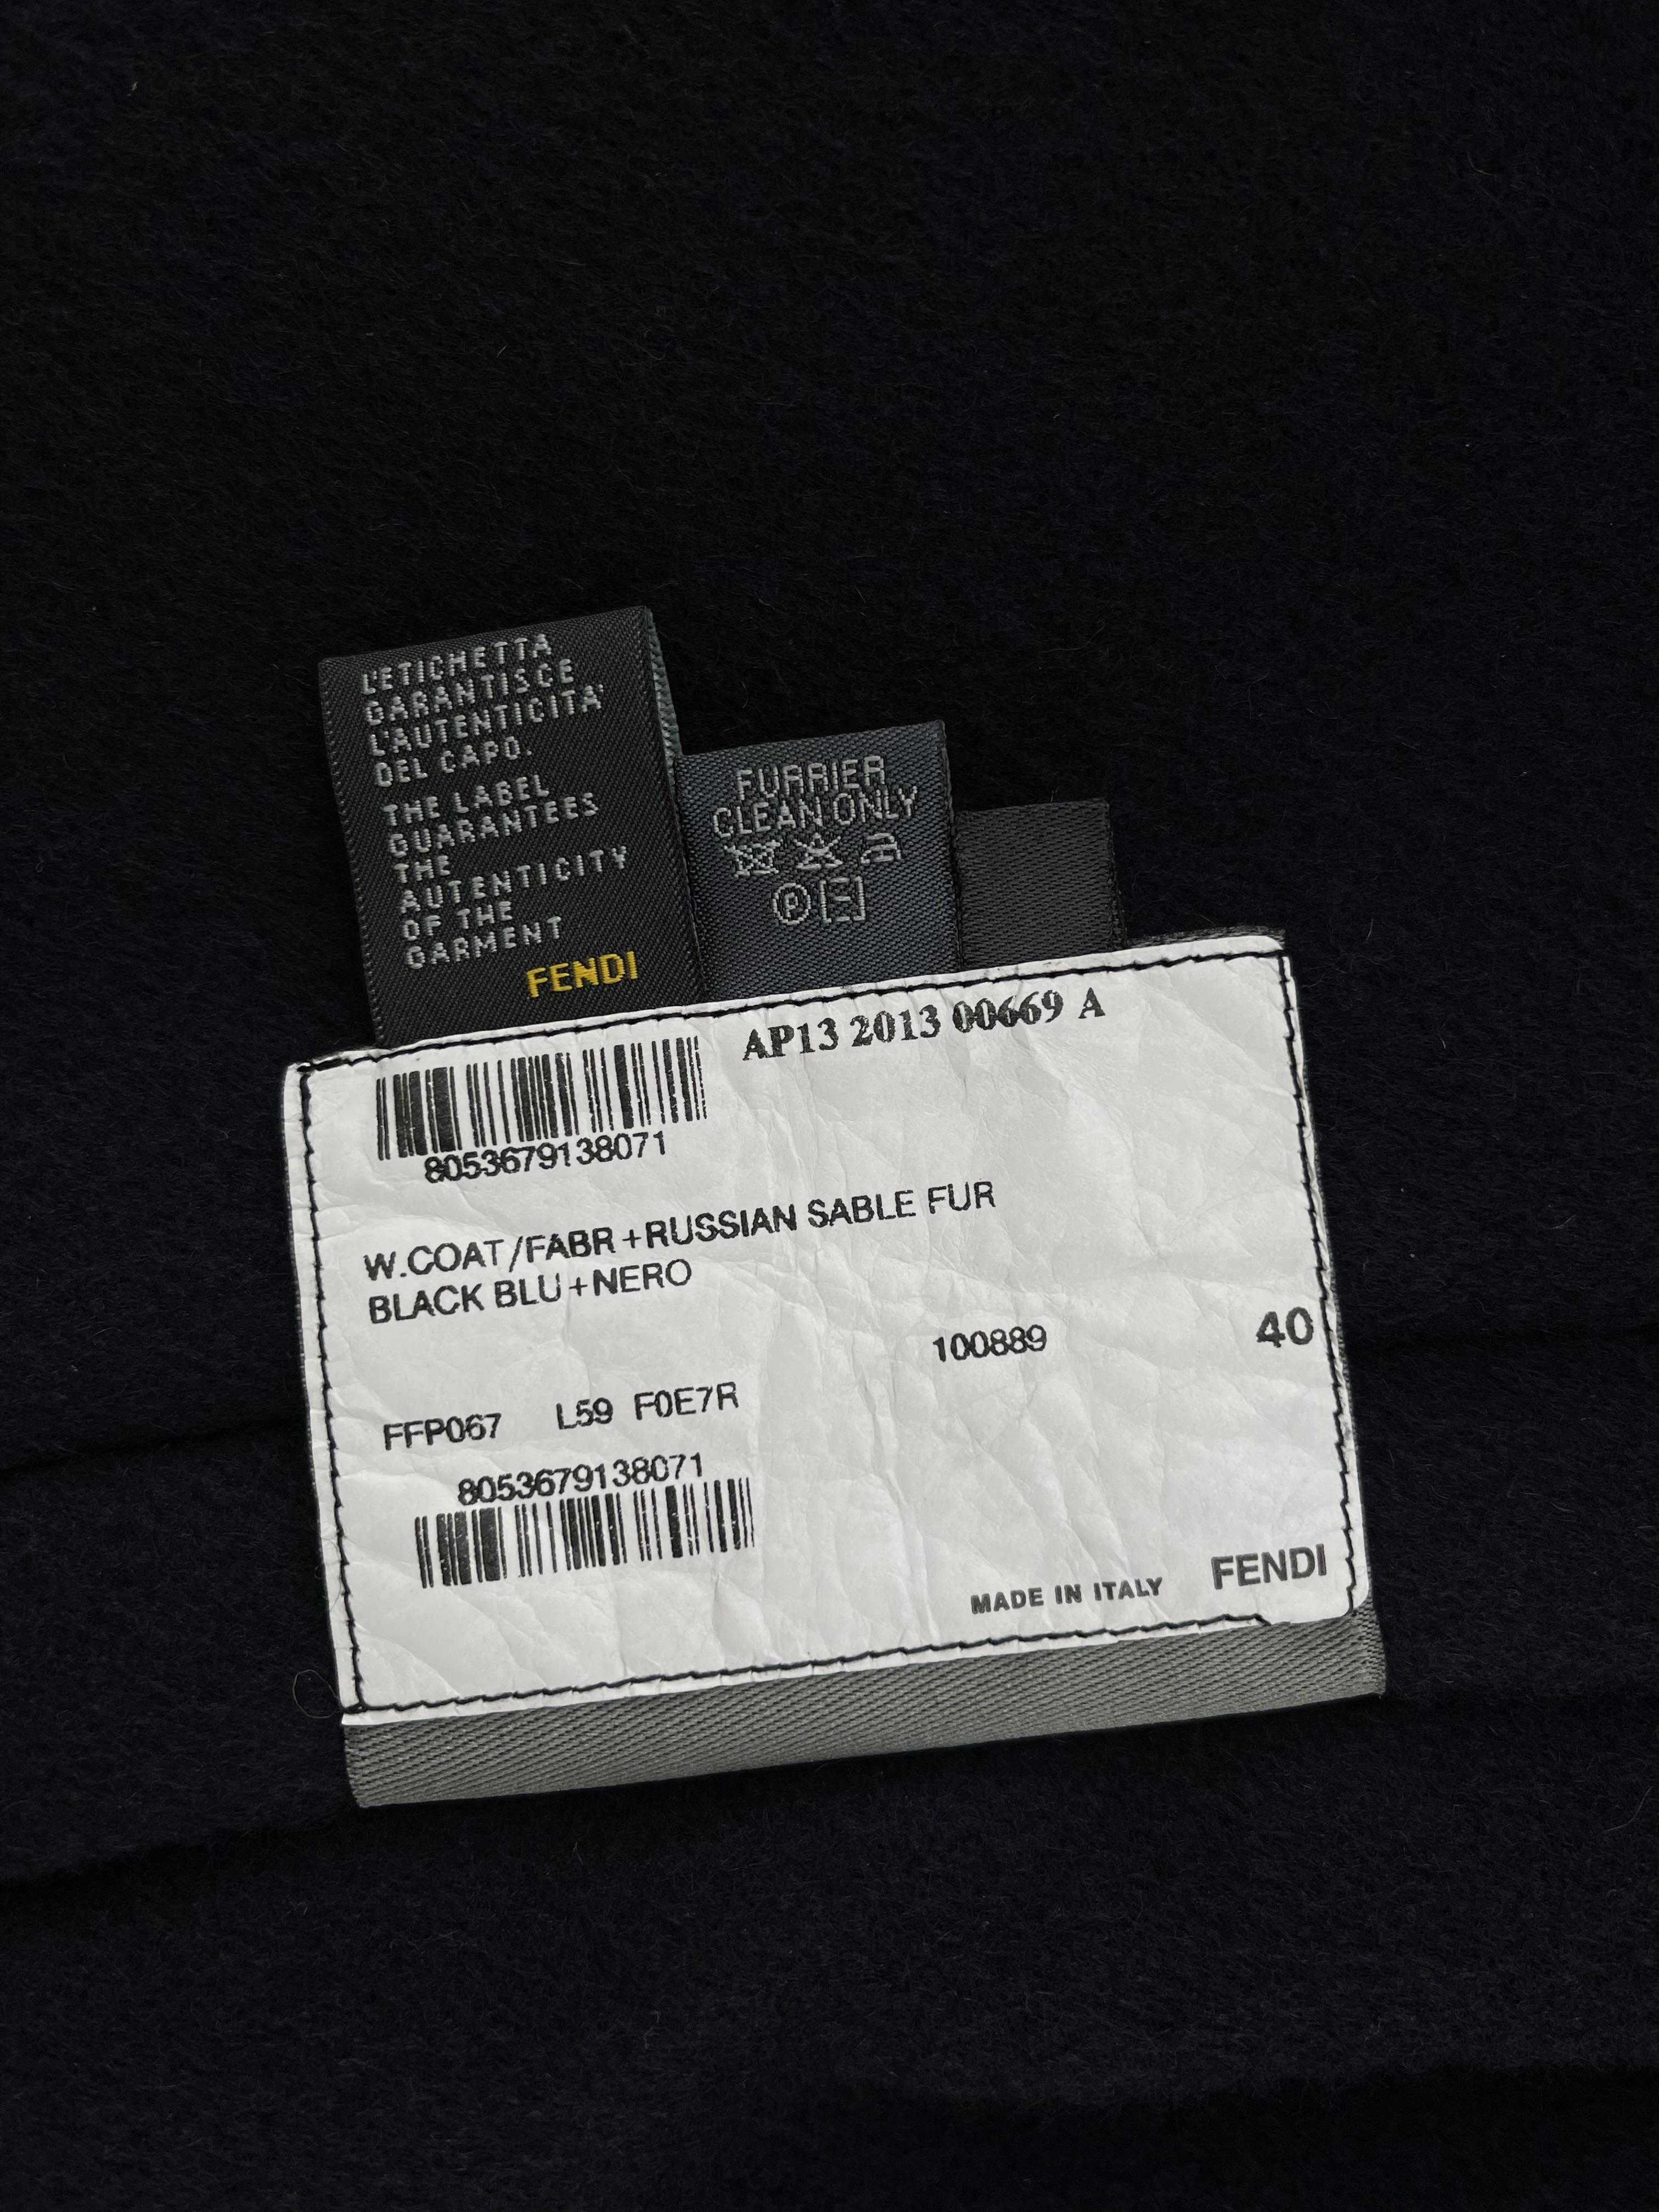 L'ETICHETTA
GARANTISCE
L'AUTENTICITA'
DEL CAPO.
THE LABEL
GUARANTEES
THE
AUTENTICITY
OF THE
GARMENT
FENDI
FURRIER
CLEAN ONLY
P F
AP13 2013 00669 A
8053679138071
W.COAT/FABR+RUSSIAN SABLE FUR
BLACK BLU+NERO
100889 40
FFP067 L59 F0E7R
8053679138071
MADE IN ITALY FENDI